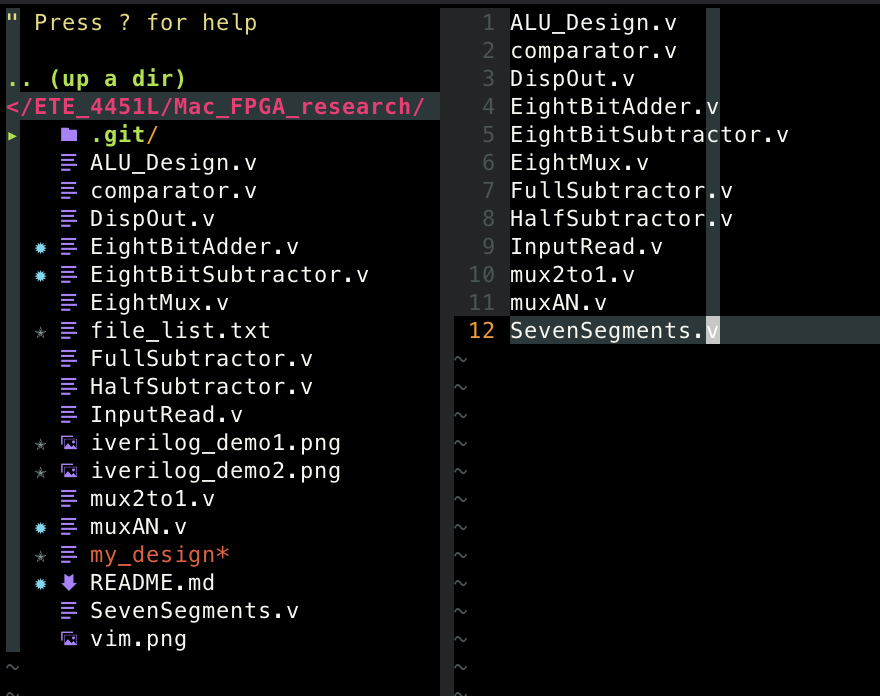 " Press ? for help
.. (up a dir)
</ETE_4451L/Mac_FPGA_research/
▸ .git/
ALU_Design.v
comparator.v
DispOut.v
EightBitAdder.v
EightBitSubtractor.v
EightMux.v
file_list.txt
FullSubtractor.v
HalfSubtractor.v
InputRead.v
iverilog_demo1.png
iverilog_demo2.png
mux2to1.v
muxAN.v
my_design*
README.md
SevenSegments.v
vim.png
~
~
1 ALU_Design.v
2 comparator.v
3 DispOut.v
4 EightBitAdder.v
5 EightBitSubtractor.v
6 EightMux.v
7 FullSubtractor.v
8 HalfSubtractor.v
9 InputRead.v
10 mux2to1.v
11 muxAN.v
12 SevenSegments.v
~
~
~
~
~
~
~
~
~
~
~
~
~